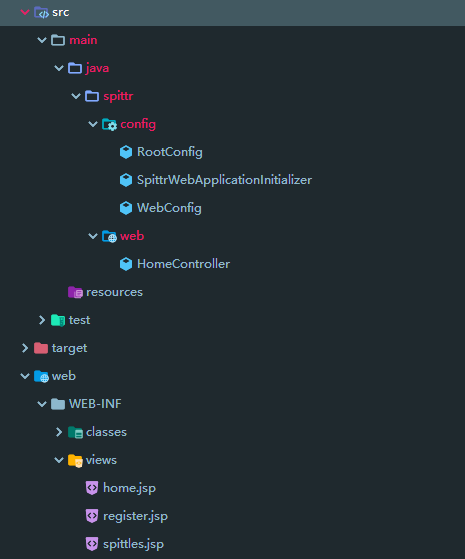 src
main
java
spittr
config
RootConfig
SpittrWebApplicationInitializer
WebConfig
web
HomeController
resources
test
target
web
WEB-INF
classes
views
home.jsp
register.jsp
spittles.jsp